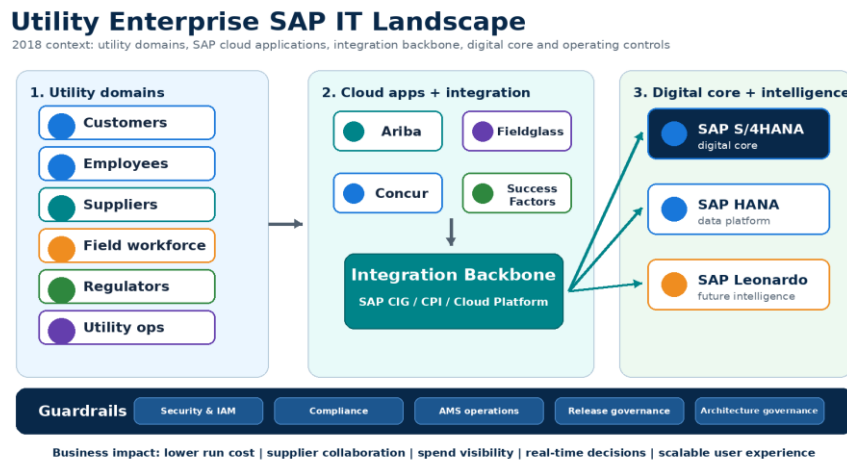 Utility Enterprise SAP IT Landscape
2018 context: utility domains, SAP cloud applications, integration backbone, digital core and operating controls
1. Utility domains
Customers
Employees
Suppliers
Field workforce
Regulators
Utility ops
2. Cloud apps + integration
Ariba
Fieldglass
Concur
Success
Factors
Integration Backbone
SAP CIG / CPI / Cloud Platform
3. Digital core + intelligence
SAP S/4HANA
digital core
SAP HANA
data platform
SAP Leonardo
future intelligence
Guardrails
Security & IAM
Compliance
AMS operations
Release governance
Architecture governance
Business impact: lower run cost | supplier collaboration | spend visibility | real-time decisions | scalable user experience